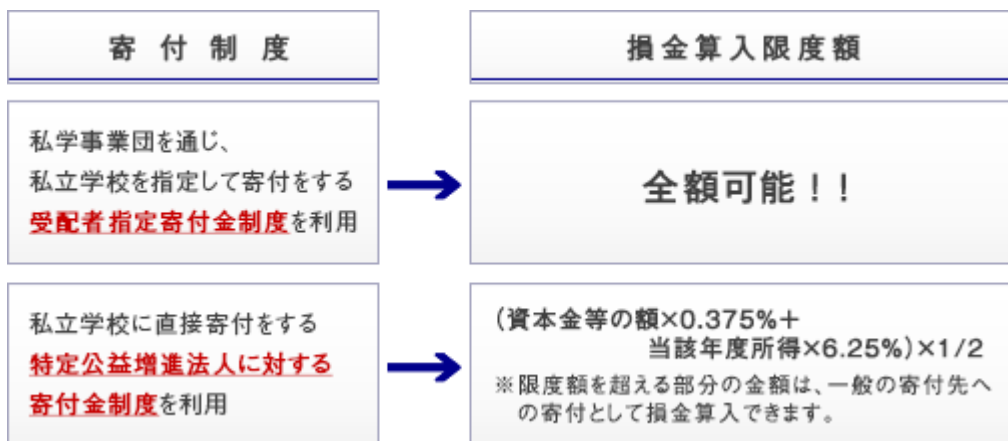 寄付制度
損金算入限度額
私学事業団を通じ、
私立学校を指定して寄付をする
受配者指定寄付金制度を利用
全額可能！！
私立学校に直接寄付をする
特定公益増進法人に対する
寄付金制度を利用
（資本金等の額×0.375%＋
当該年度所得×6.25%）×1/2
※限度額を超える部分の金額は、一般の寄付先へ
の寄付として損金算入できます。